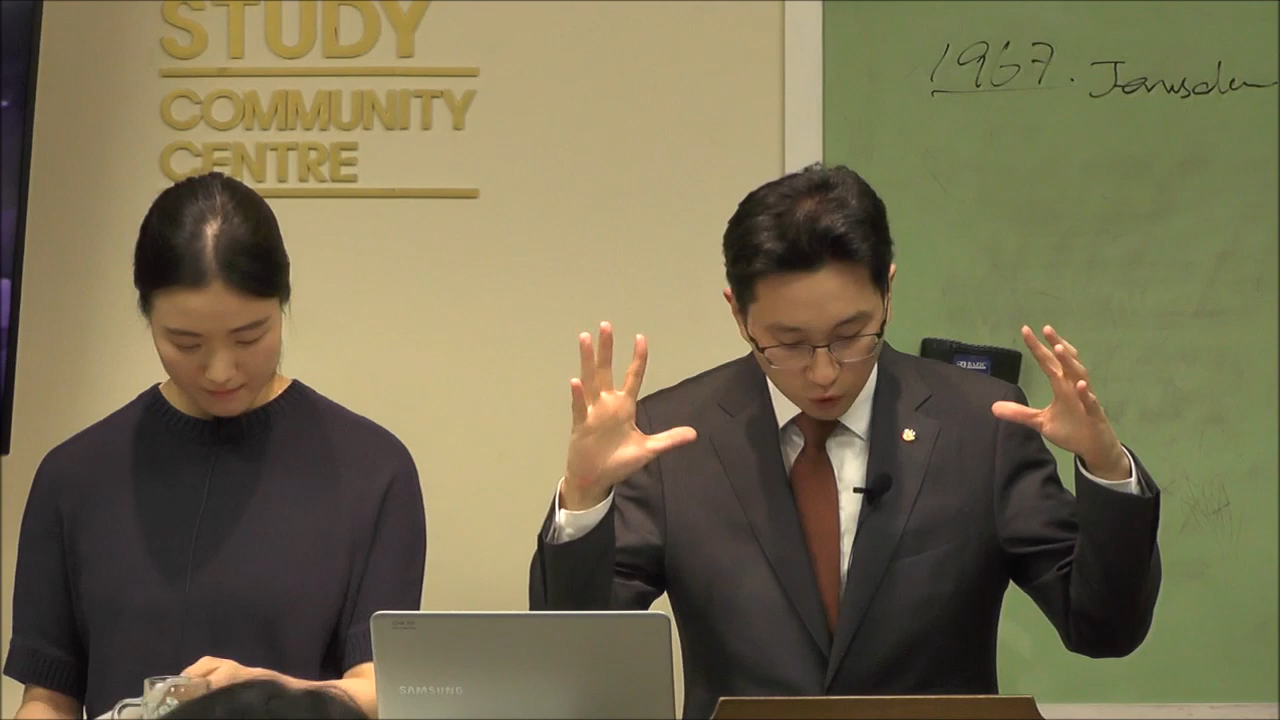 STUDY
COMMUNITY
CENTRE
1967. Jerusalem
SAMSUNG